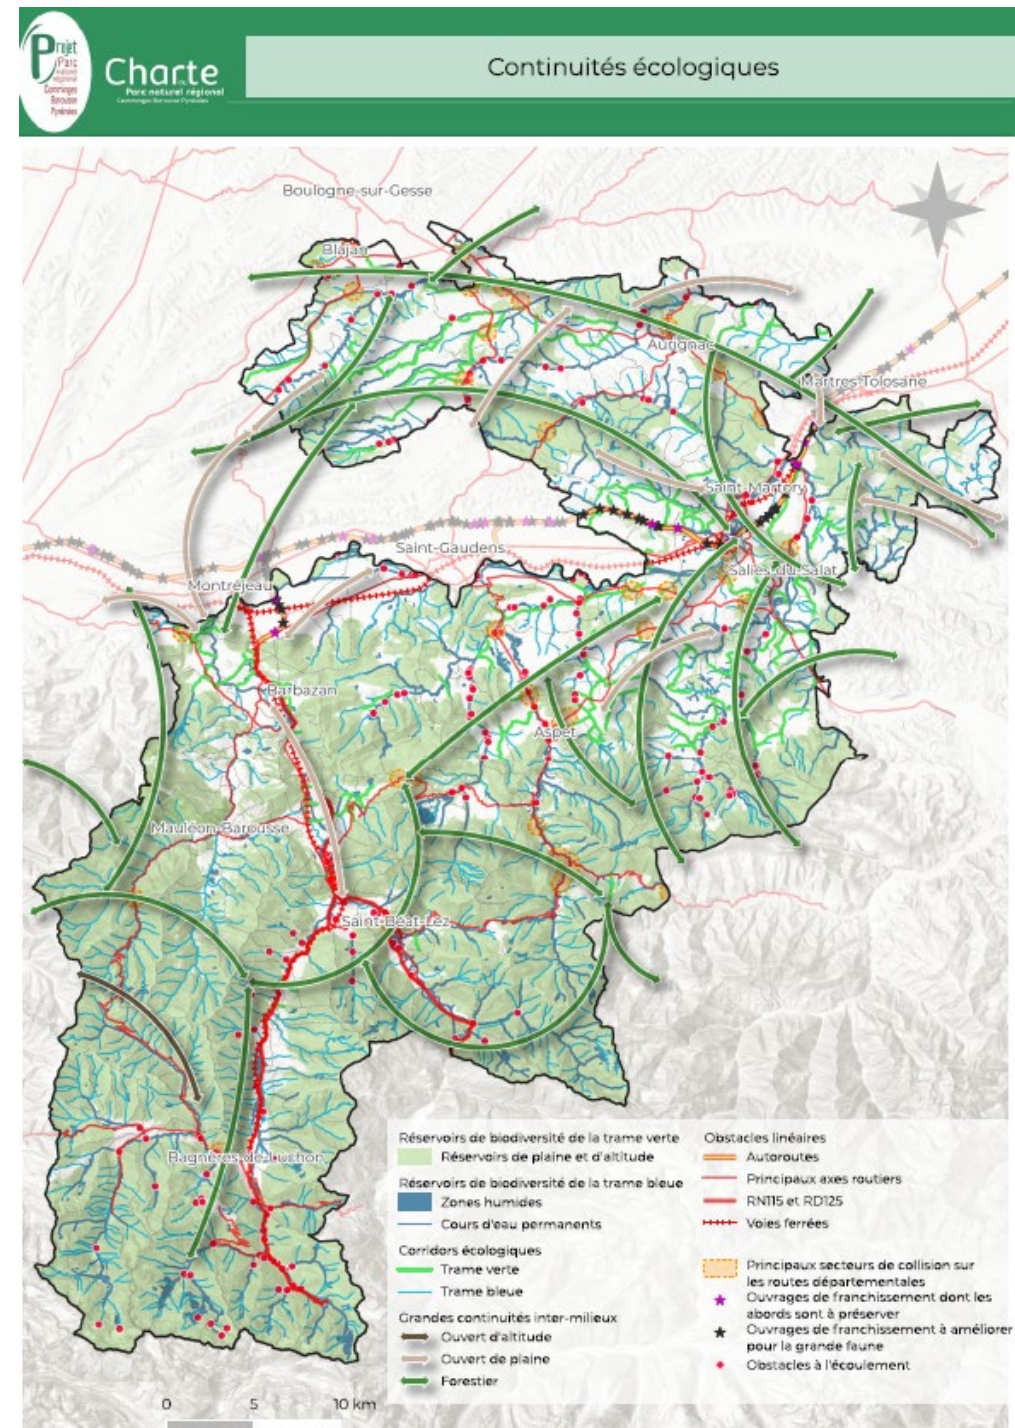 Projet
Parc
naturel
régional
Comminges
Barousse
Pyrénées
Charte
Parc naturel régional
Comminges Barousse Pyrénées
Continuités écologiques
Boulogne-sur-Gesse
Blajan
Aurignac
Martres-Tolosane
Saint-Martory
Saint-Gaudens
Salies-du-Salat
Montréjeau
Barbazan
Aspet
Mauléon-Barousse
Saint-Béat-Lez
Bagnères-de-Luchon
Réservoirs de biodiversité de la trame verte
Réservoirs de plaine et d'altitude
Réservoirs de biodiversité de la trame bleue
Zones humides
Cours d'eau permanents
Corridors écologiques
Trame verte
Trame bleue
Grandes continuités inter-milieux
Ouvert d'altitude
Ouvert de plaine
Forestier
Obstacles linéaires
Autoroutes
Principaux axes routiers
RN115 et RD125
Voies ferrées
Principaux secteurs de collision sur
les routes départementales
Ouvrages de franchissement dont les
abords sont à préserver
Ouvrages de franchissement à améliorer
pour la grande faune
Obstacles à l'écoulement
0 5 10 km